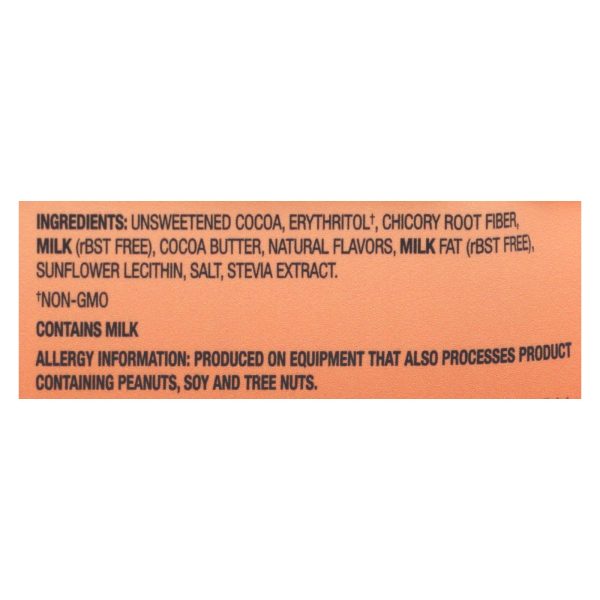 INGREDIENTS: UNSWEETENED COCOA, ERYTHRITOL†, CHICORY ROOT FIBER,
MILK (rBST FREE), COCOA BUTTER, NATURAL FLAVORS, MILK FAT (rBST FREE),
SUNFLOWER LECITHIN, SALT, STEVIA EXTRACT.
†NON-GMO
CONTAINS MILK
ALLERGY INFORMATION: PRODUCED ON EQUIPMENT THAT ALSO PROCESSES PRODUCT
CONTAINING PEANUTS, SOY AND TREE NUTS.